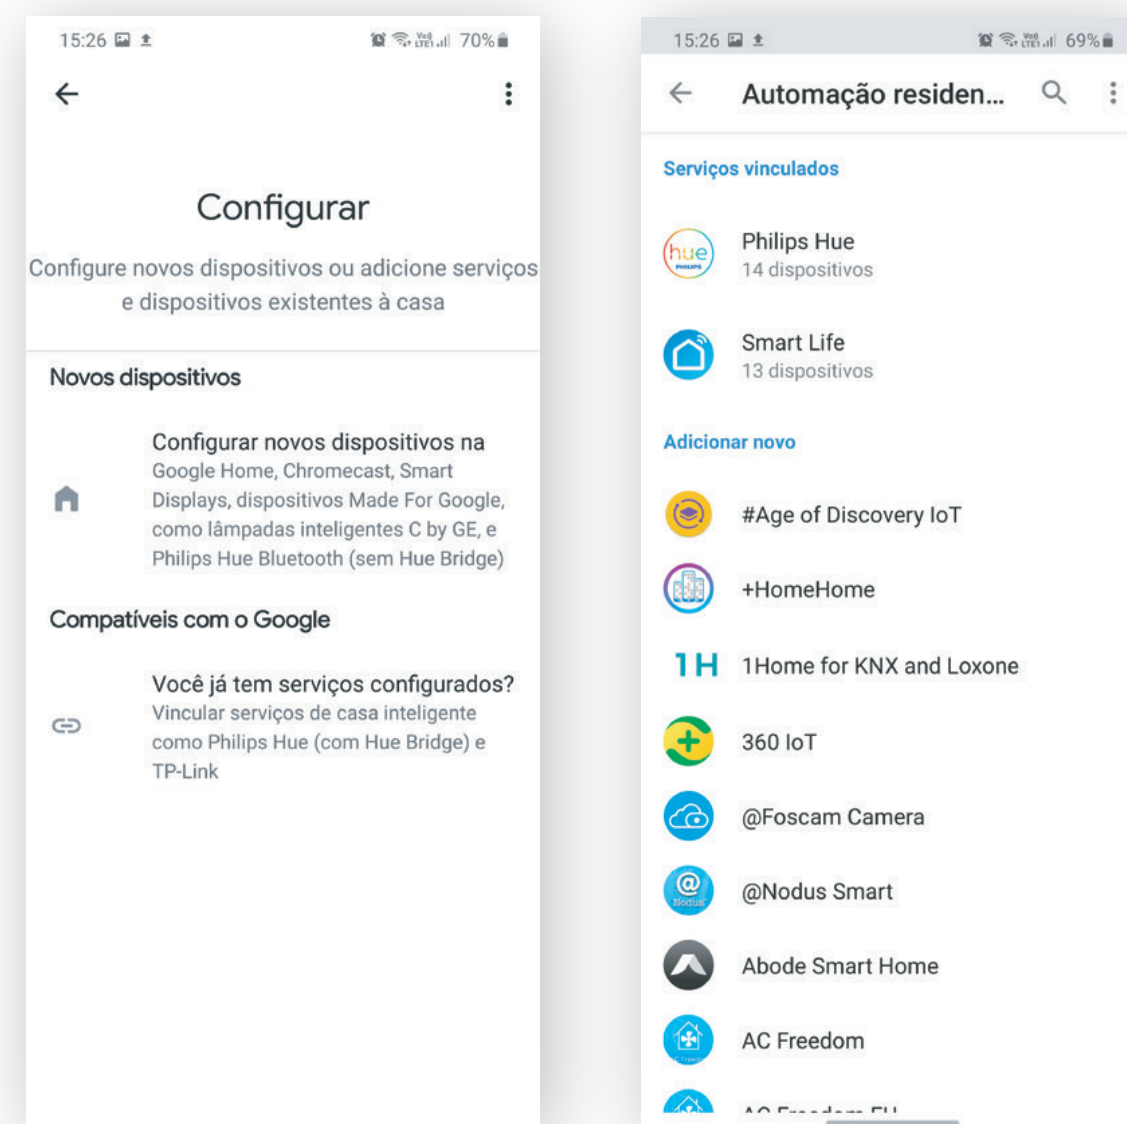 15:26
70%
Configurar
Configure novos dispositivos ou adicione serviços
e dispositivos existentes à casa
Novos dispositivos
Configurar novos dispositivos na
Google Home, Chromecast, Smart
Displays, dispositivos Made For Google,
como lâmpadas inteligentes C by GE, e
Philips Hue Bluetooth (sem Hue Bridge)
Compatíveis com o Google
Você já tem serviços configurados?
Vincular serviços de casa inteligente
como Philips Hue (com Hue Bridge) e
TP-Link
15:26
69%
Automação residen...
Serviços vinculados
hue
PHILIPS
Philips Hue
14 dispositivos
Smart Life
13 dispositivos
Adicionar novo
#Age of Discovery IoT
+HomeHome
1H
1Home for KNX and Loxone
360 IoT
@Foscam Camera
@
Nodus
@Nodus Smart
Abode Smart Home
AC Freedom